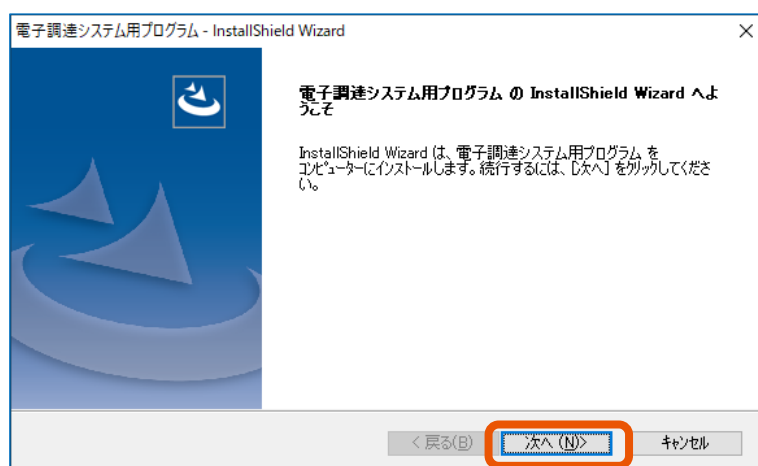 電子調達システム用プログラム - InstallShield Wizard
電子調達システム用プログラム の InstallShield Wizard へよ
うこそ
InstallShield Wizard は、電子調達システム用プログラム を
コンピューターにインストールします。続行するには、[次へ] をクリックしてくださ
い。
< 戻る(B)
次へ (N)>
キャンセル